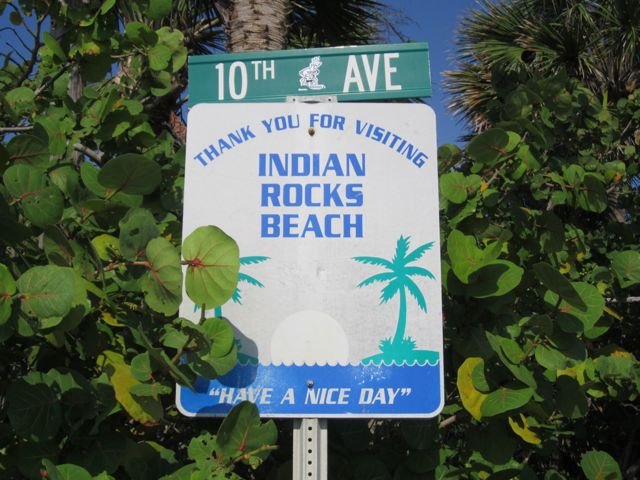 10TH AVE
THANK YOU FOR VISITING
INDIAN
ROCKS
BEACH
"HAVE A NICE DAY"